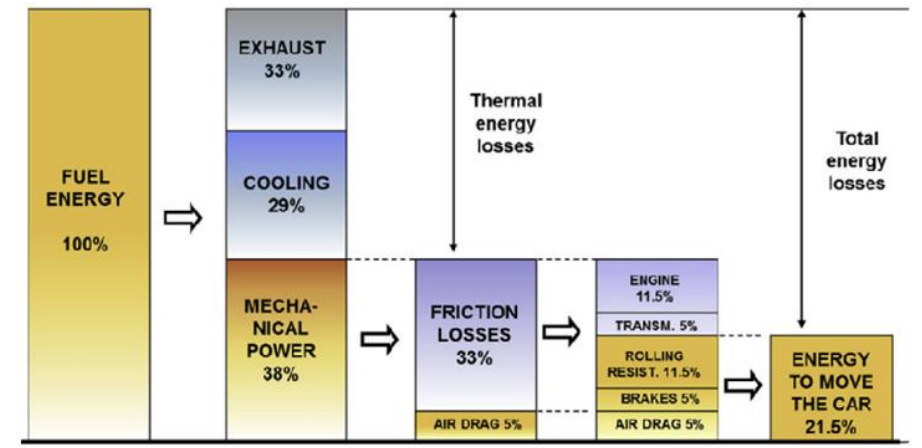 FUEL
ENERGY
100%
EXHAUST
33%
COOLING
29%
MECHA-
NICAL
POWER
38%
Thermal
energy
losses
FRICTION
LOSSES
33%
AIR DRAG 5%
ENGINE
11.5%
TRANSM. 5%
ROLLING
RESIST. 11.5%
BRAKES 5%
AIR DRAG 5%
Total
energy
losses
ENERGY
TO MOVE
THE CAR
21.5%